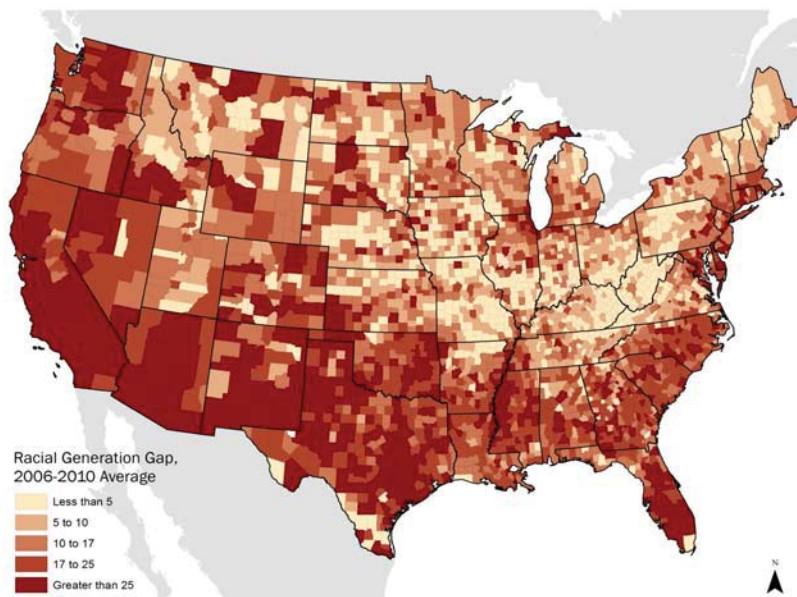 Racial Generation Gap,
2006-2010 Average
Less than 5
5 to 10
10 to 17
17 to 25
Greater than 25
N